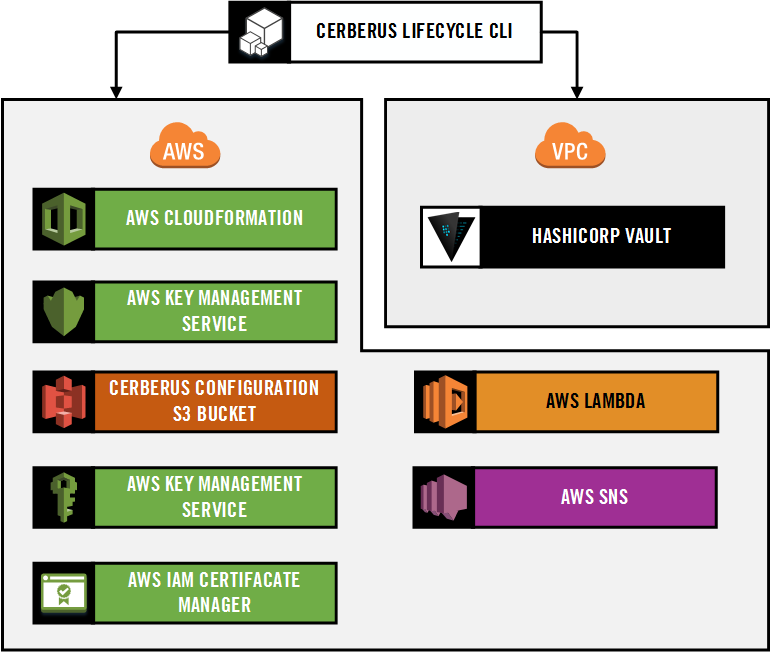 CERBERUS LIFECYCLE CLI
AWS
VPC
AWS CLOUDFORMATION
HASHICORP VAULT
AWS KEY MANAGEMENT
SERVICE
CERBERUS CONFIGURATION
S3 BUCKET
AWS LAMBDA
AWS KEY MANAGEMENT
SERVICE
AWS SNS
AWS IAM CERTIFACATE
MANAGER